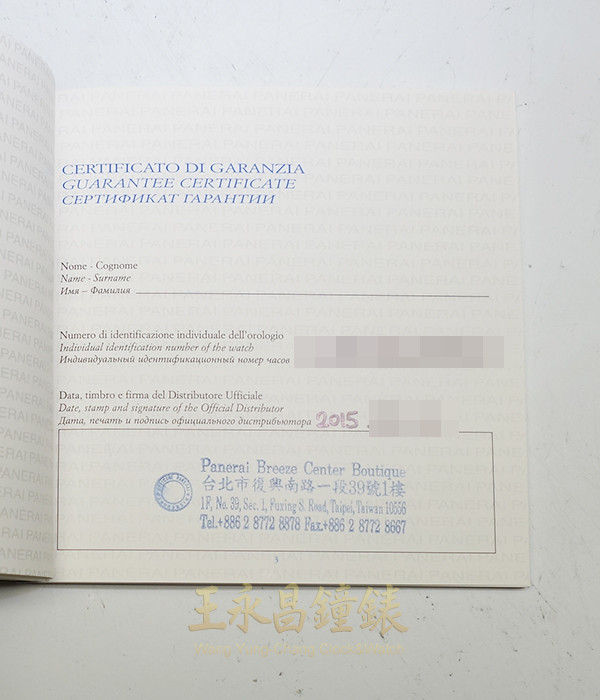 CERTIFICATO DI GARANZIA
GUARANTEE CERTIFICATE
СЕРТИФИКАТ ГАРАНТИИ
Nome - Cognome
Name - Surname
Имя – Фамилия
Numero di identificazione individuale dell'orologio
Individual identification number of the watch
Индивидуальный идентификационный номер часов
Data, timbro e firma del Distributore Ufficiale
Date, stamp and signature of the Official Distributor
Дата, печать и подпись официального дистрибьютора 2015.
Panerai Breeze Center Boutique
台北市復興南路一段39號1樓
1F, No. 39, Sec. 1, Fuxing S. Road, Taipei, Taiwan 10556
Tel.+886 2 8772 8878 Fax.+886 2 8772 8667
3
王永昌鐘錶